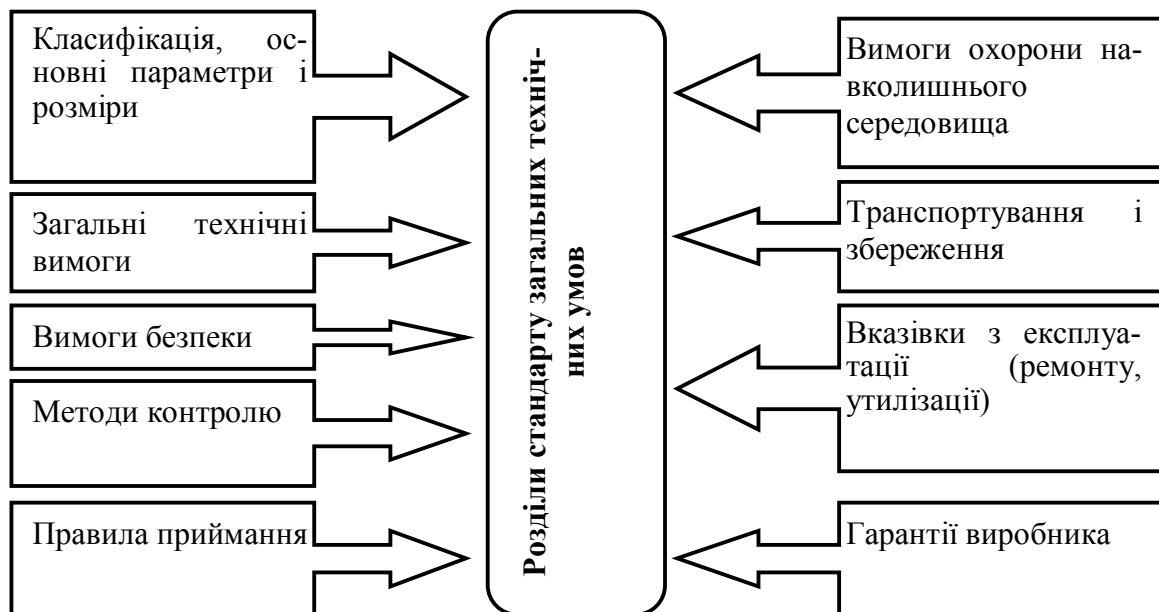 Класифікація, ос-
новні параметри і
розміри
Загальні технічні
вимоги
Вимоги безпеки
Методи контролю
Правила приймання
Розділи стандарту загальних техніч-
них умов
Вимоги охорони на-
вколишнього
середовища
Транспортування і
збереження
Вказівки з експлуа-
тації (ремонту,
утилізації)
Гарантії виробника